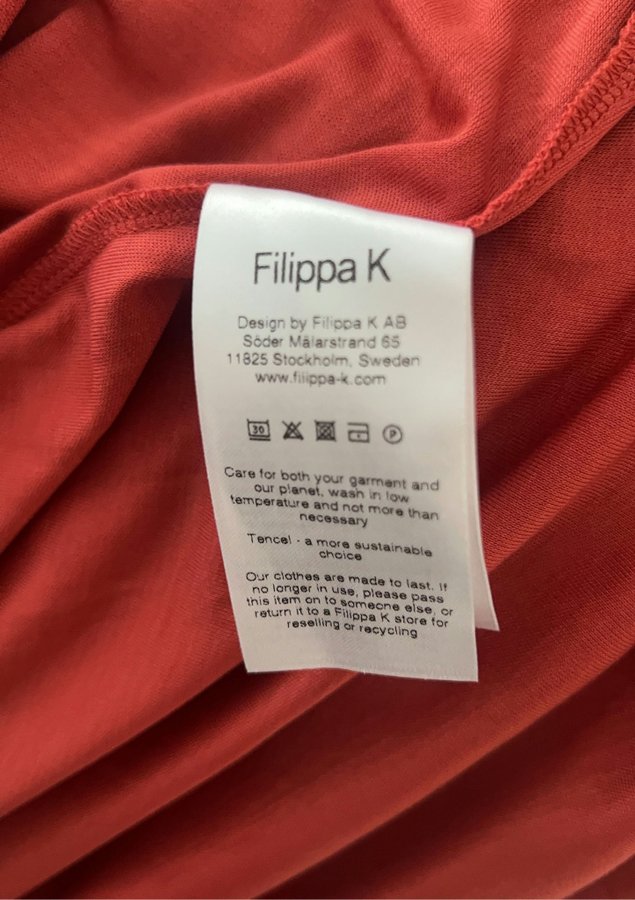 Filippa K
Design by Filippa K AB
Söder Mälarstrand 65
11825 Stockholm, Sweden
www.filippa-k.com
30 P
Care for both your garment and
our planet, wash in low
temperature and not more than
necessary
Tencel - a more sustainable
choice
Our clothes are made to last. If
no longer in use, please pass
this item on to someone else, or
return it to a Filippa K store for
reselling or recycling